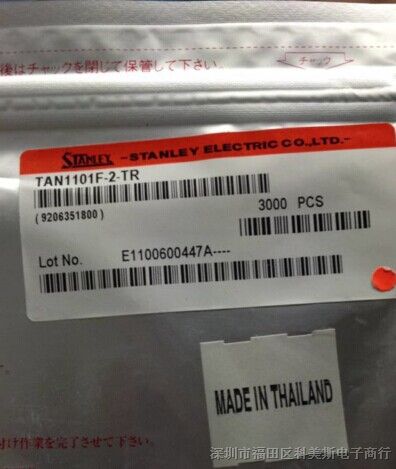 後はチャックを閉じて保管して下さい。
チャック
STANLEY -STANLEY ELECTRIC CO.,LTD.-
TAN1101F-2-TR
(9206351800)
3000 PCS
Lot No. E1100600447A----
MADE IN THAILAND
付け作業を完了させて下さい。
深圳市福田区科美斯电子商行